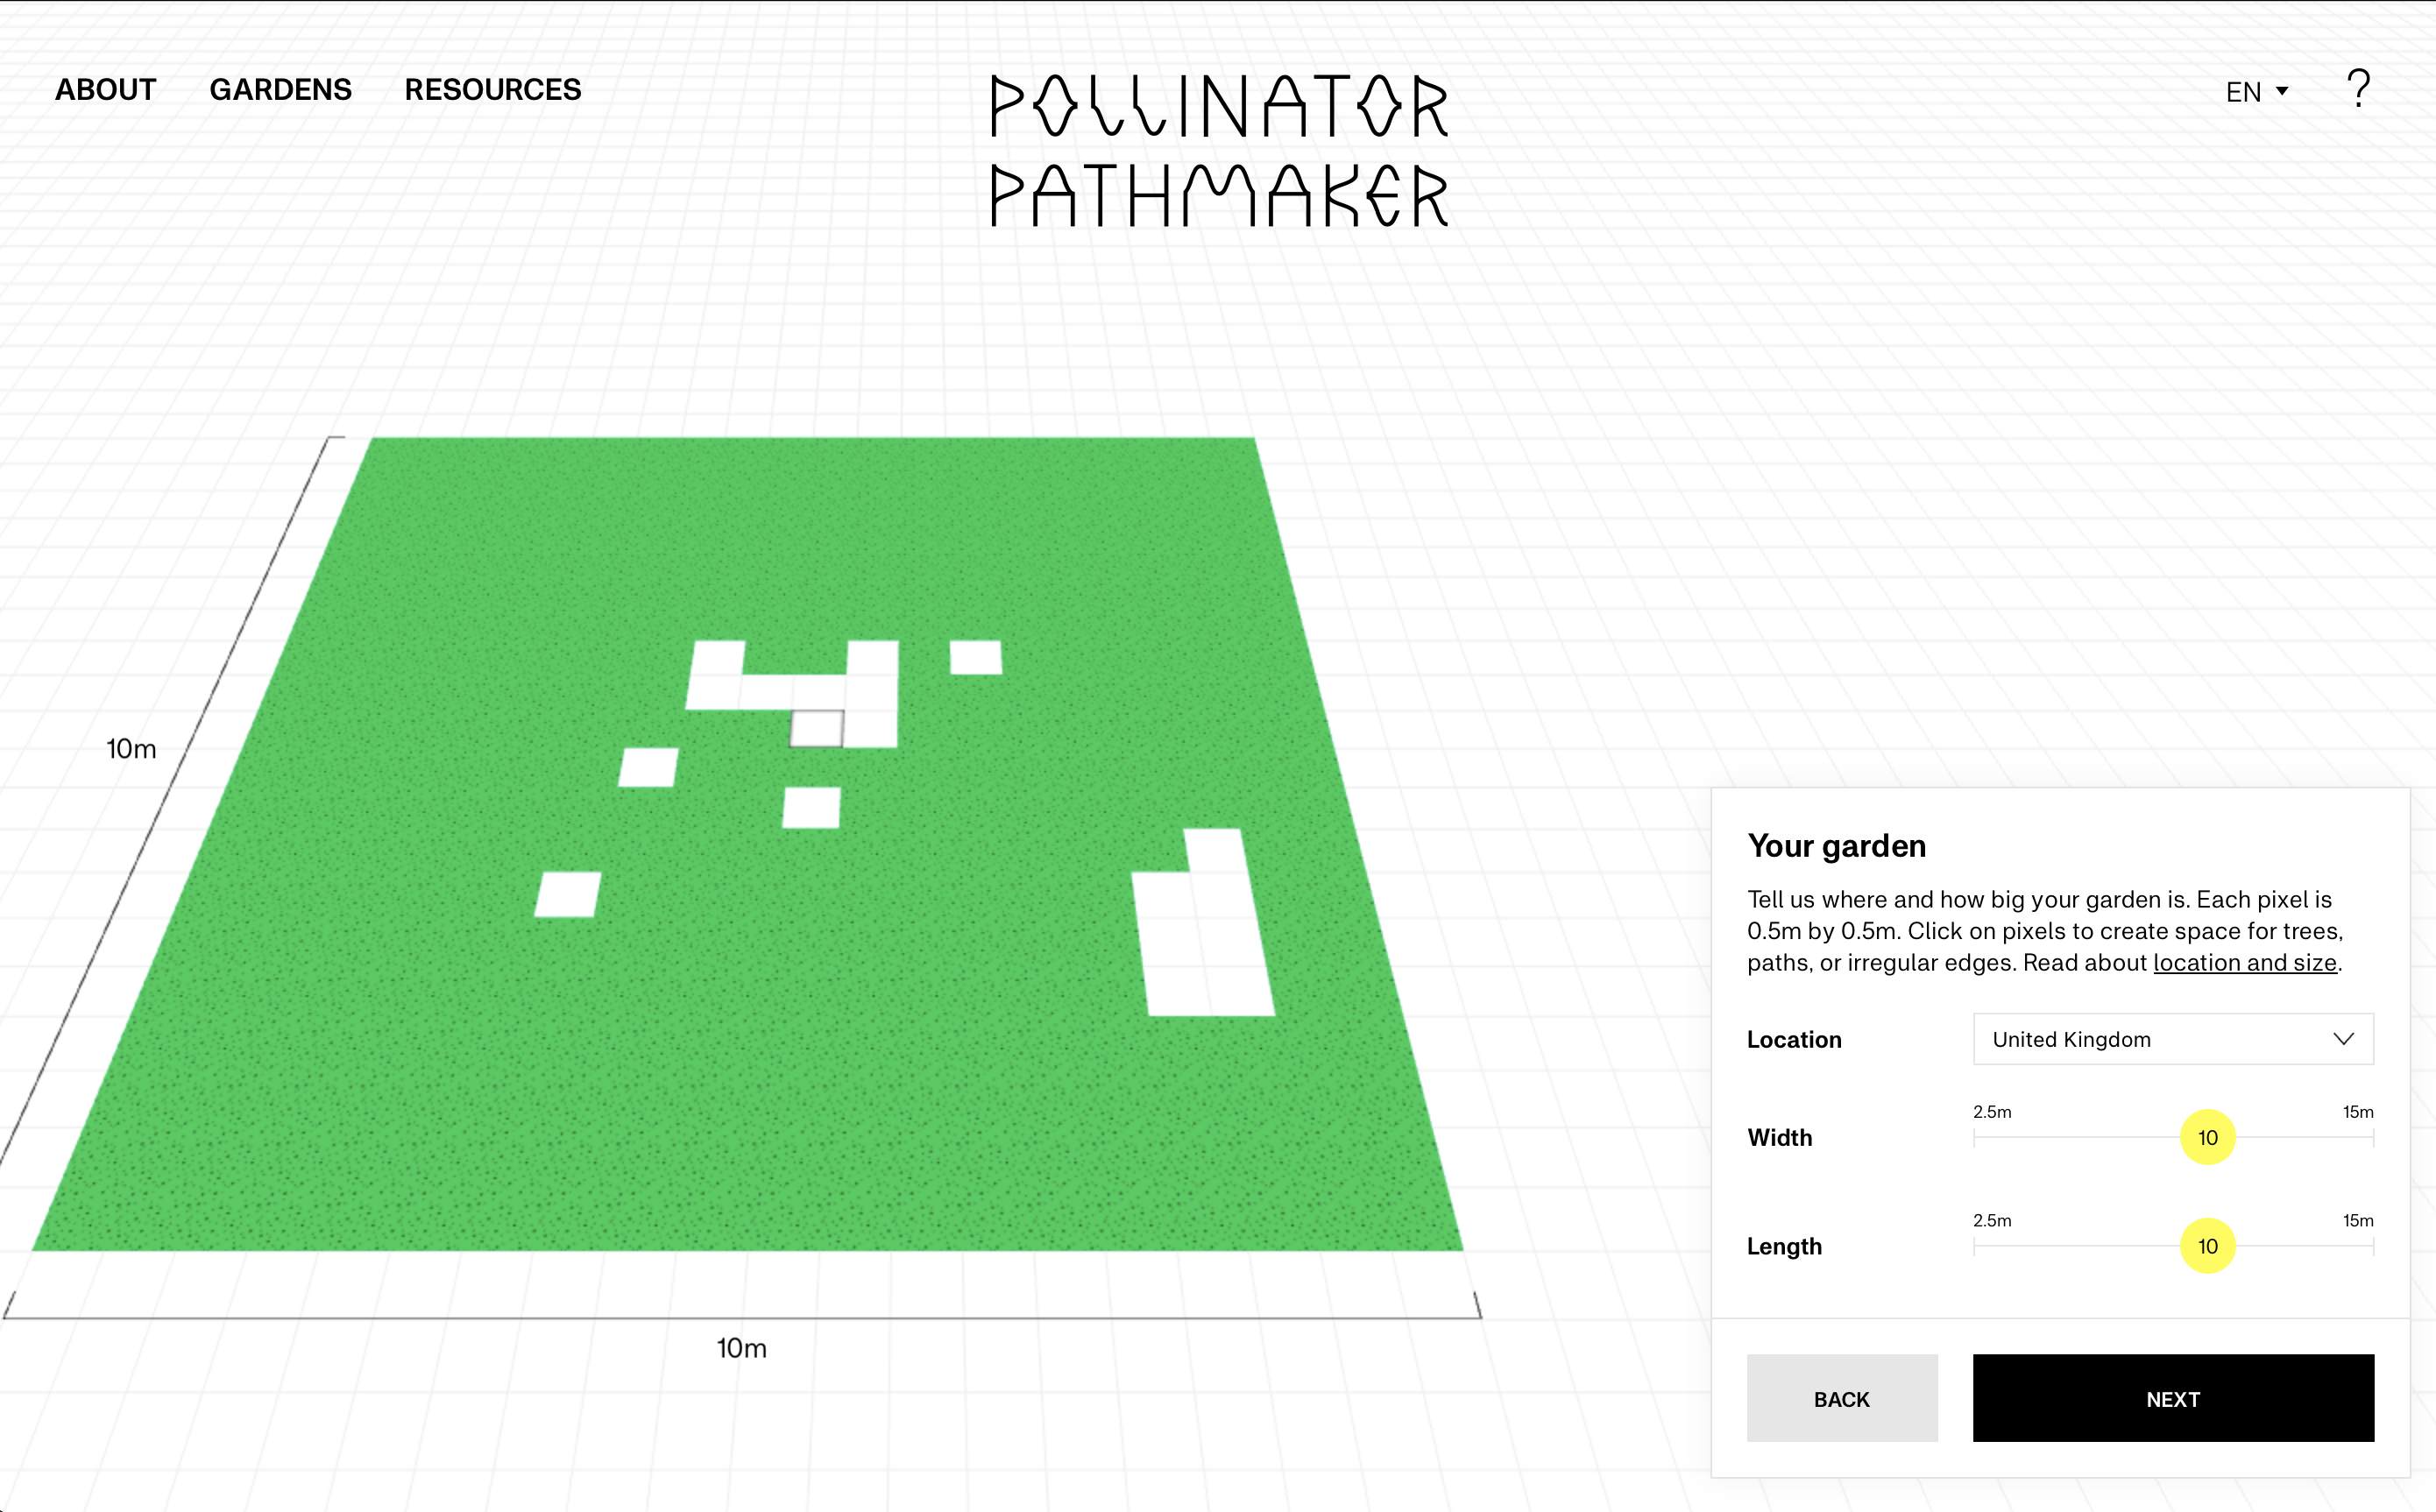 ABOUT GARDENS RESOURCES
POLLINATOR
PATHMAKER
EN ?
10m
10m
Your garden
Tell us where and how big your garden is. Each pixel is
0.5m by 0.5m. Click on pixels to create space for trees,
paths, or irregular edges. Read about location and size.
Location United Kingdom
2.5m 15m
Width 10
2.5m 15m
Length 10
BACK NEXT